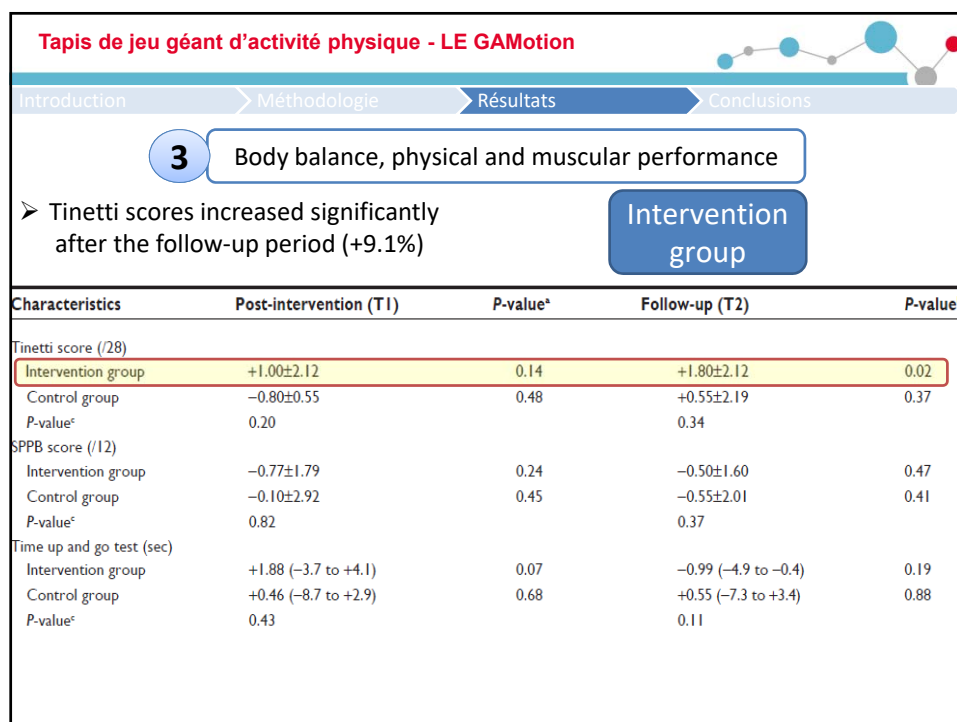 Tapis de jeu géant d’activité physique - LE GAMotion
Introduction Méthodologie Résultats Conclusions
3 Body balance, physical and muscular performance
➢ Tinetti scores increased significantly
after the follow-up period (+9.1%)
Intervention
group
Characteristics Post-intervention (T1) P-valueᵃ Follow-up (T2) P-value
Tinetti score (/28)
Intervention group +1.00±2.12 0.14 +1.80±2.12 0.02
Control group −0.80±0.55 0.48 +0.55±2.19 0.37
P-valueᶜ 0.20 0.34
SPPB score (/12)
Intervention group −0.77±1.79 0.24 −0.50±1.60 0.47
Control group −0.10±2.92 0.45 −0.55±2.01 0.41
P-valueᶜ 0.82 0.37
Time up and go test (sec)
Intervention group +1.88 (−3.7 to +4.1) 0.07 −0.99 (−4.9 to −0.4) 0.19
Control group +0.46 (−8.7 to +2.9) 0.68 +0.55 (−7.3 to +3.4) 0.88
P-valueᶜ 0.43 0.11